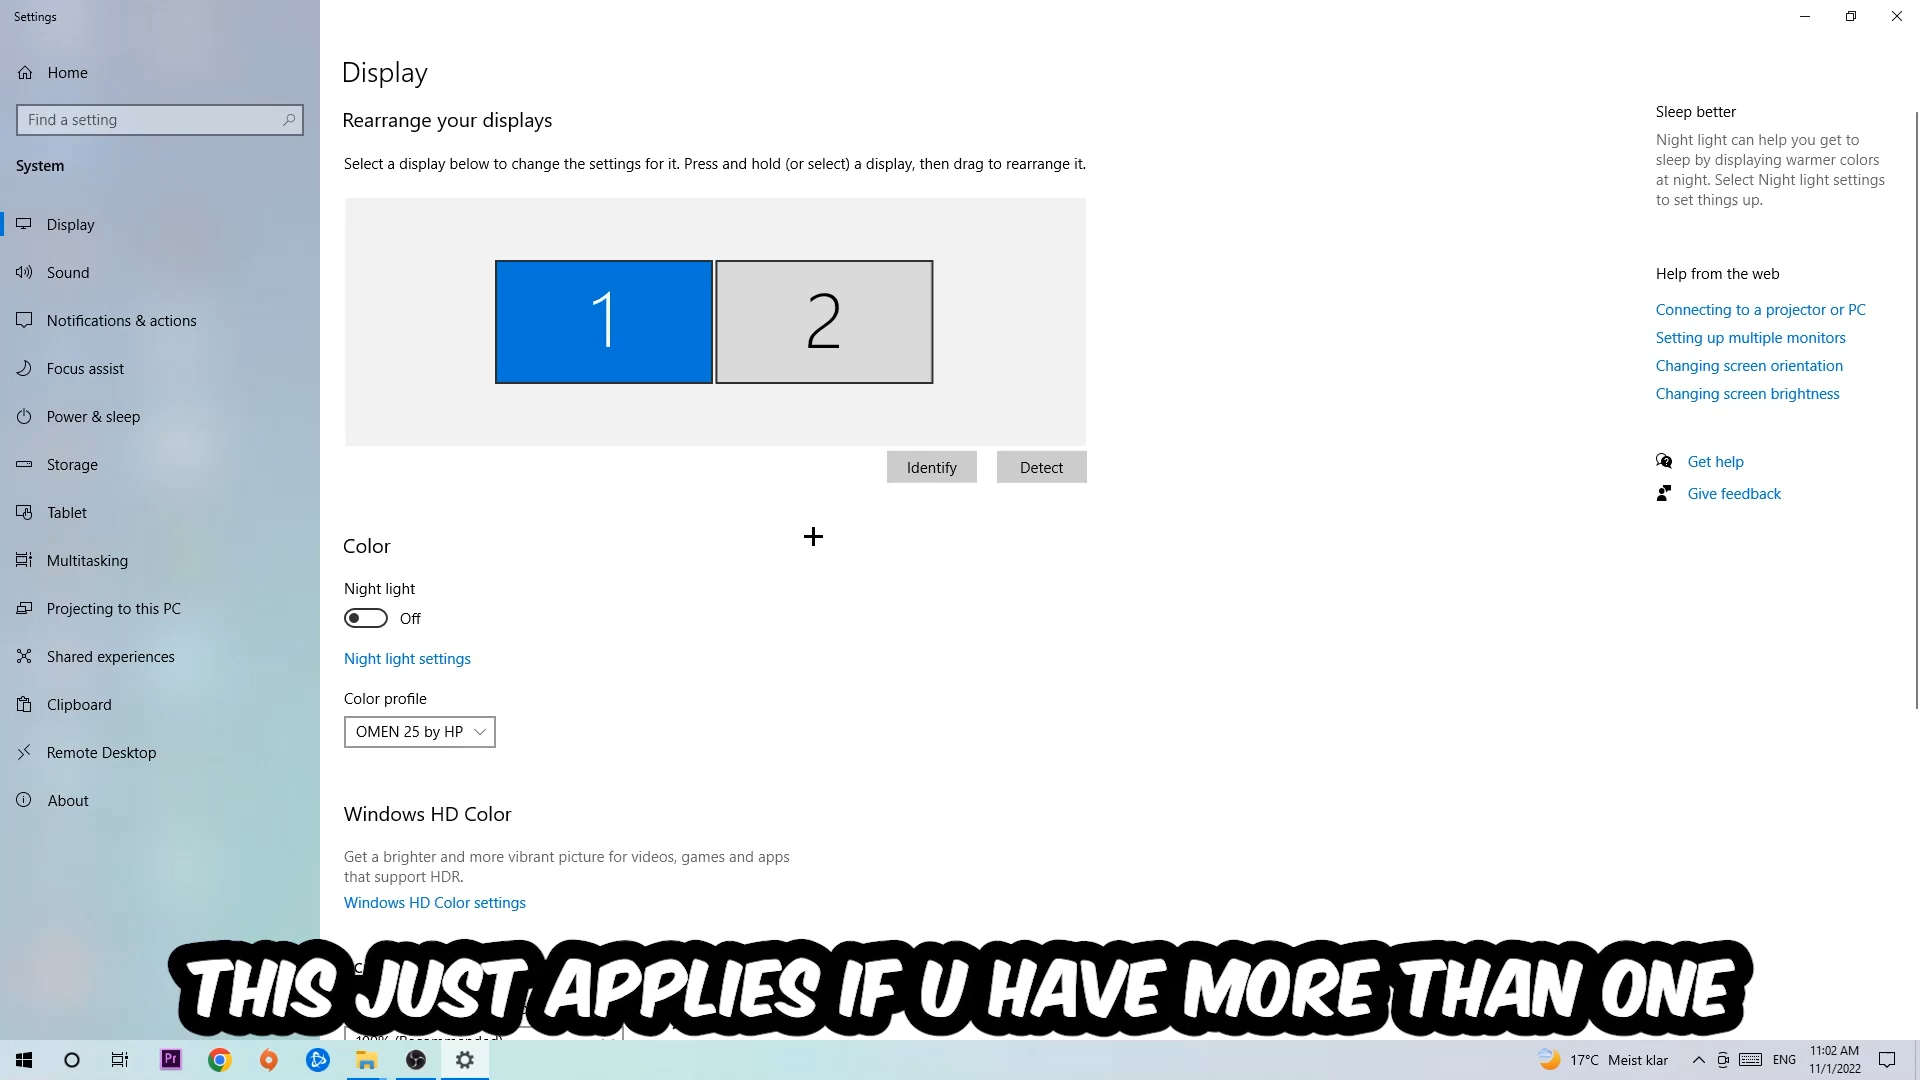 Settings
Home
Find a setting
System
Display
Sound
Notifications & actions
Focus assist
Power & sleep
Storage
Tablet
Multitasking
Projecting to this PC
Shared experiences
Clipboard
Remote Desktop
About
Display
Rearrange your displays
Select a display below to change the settings for it. Press and hold (or select) a display, then drag to rearrange it.
1
2
Identify
Detect
Color
Night light
Off
Night light settings
Color profile
OMEN 25 by HP
Windows HD Color
Get a brighter and more vibrant picture for videos, games and apps
that support HDR.
Windows HD Color settings
Sleep better
Night light can help you get to
sleep by displaying warmer colors
at night. Select Night light settings
to set things up.
Help from the web
Connecting to a projector or PC
Setting up multiple monitors
Changing screen orientation
Changing screen brightness
Get help
Give feedback
THIS JUST APPLIES IF U HAVE MORE THAN ONE
100% (Recommended)
Pr
17°C Meist klar
ENG
11:02 AM
11/1/2022